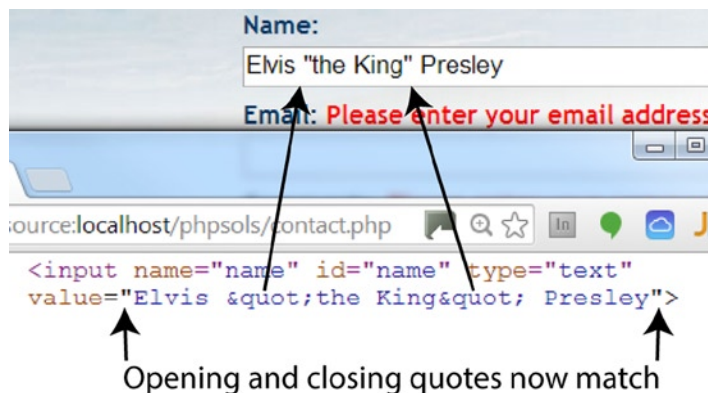 Name:
Elvis "the King" Presley
Email: Please enter your email address
source:localhost/phpsols/contact.php
In
J
<input name="name" id="name" type="text"
value="Elvis &quot;the King&quot; Presley">
Opening and closing quotes now match